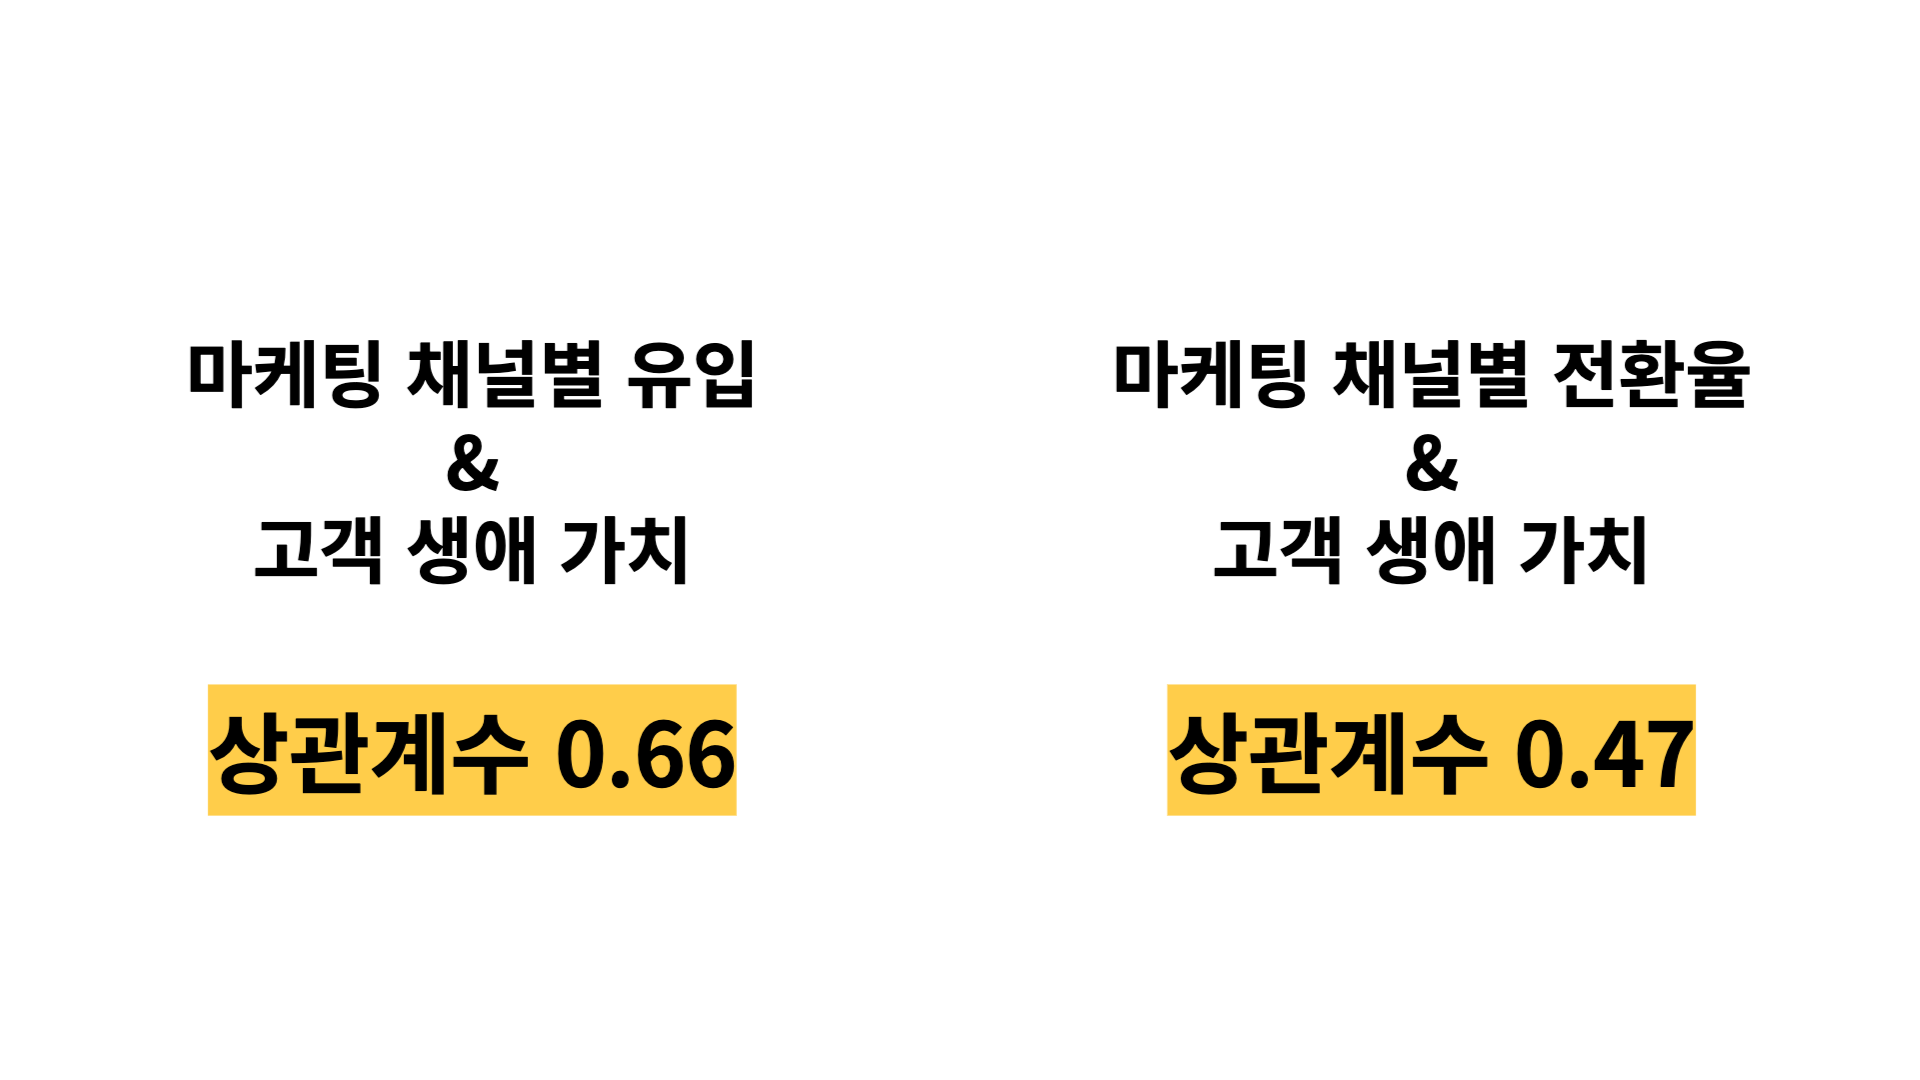 마케팅 채널별 유입
&
고객 생애 가치
상관계수 0.66
마케팅 채널별 전환율
&
고객 생애 가치
상관계수 0.47